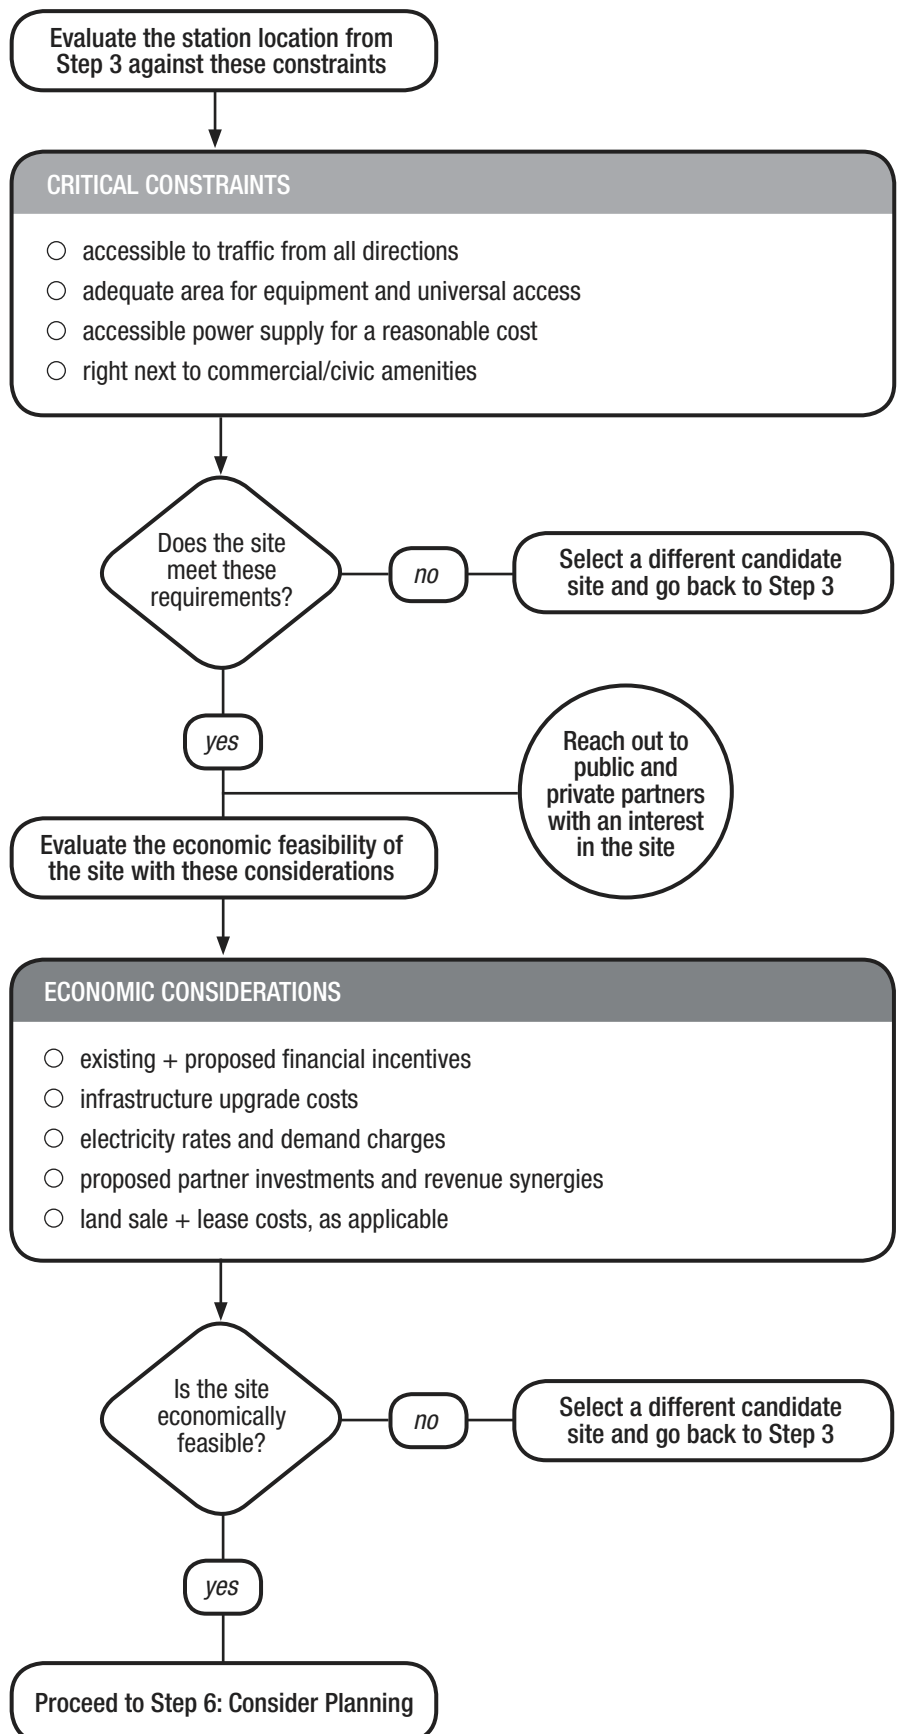 Evaluate the station location from
Step 3 against these constraints
CRITICAL CONSTRAINTS
accessible to traffic from all directions
adequate area for equipment and universal access
accessible power supply for a reasonable cost
right next to commercial/civic amenities
Does the site
meet these
requirements?
no
Select a different candidate
site and go back to Step 3
yes
Reach out to
public and
private partners
with an interest
in the site
Evaluate the economic feasibility of
the site with these considerations
ECONOMIC CONSIDERATIONS
existing + proposed financial incentives
infrastructure upgrade costs
electricity rates and demand charges
proposed partner investments and revenue synergies
land sale + lease costs, as applicable
Is the site
economically
feasible?
no
Select a different candidate
site and go back to Step 3
yes
Proceed to Step 6: Consider Planning